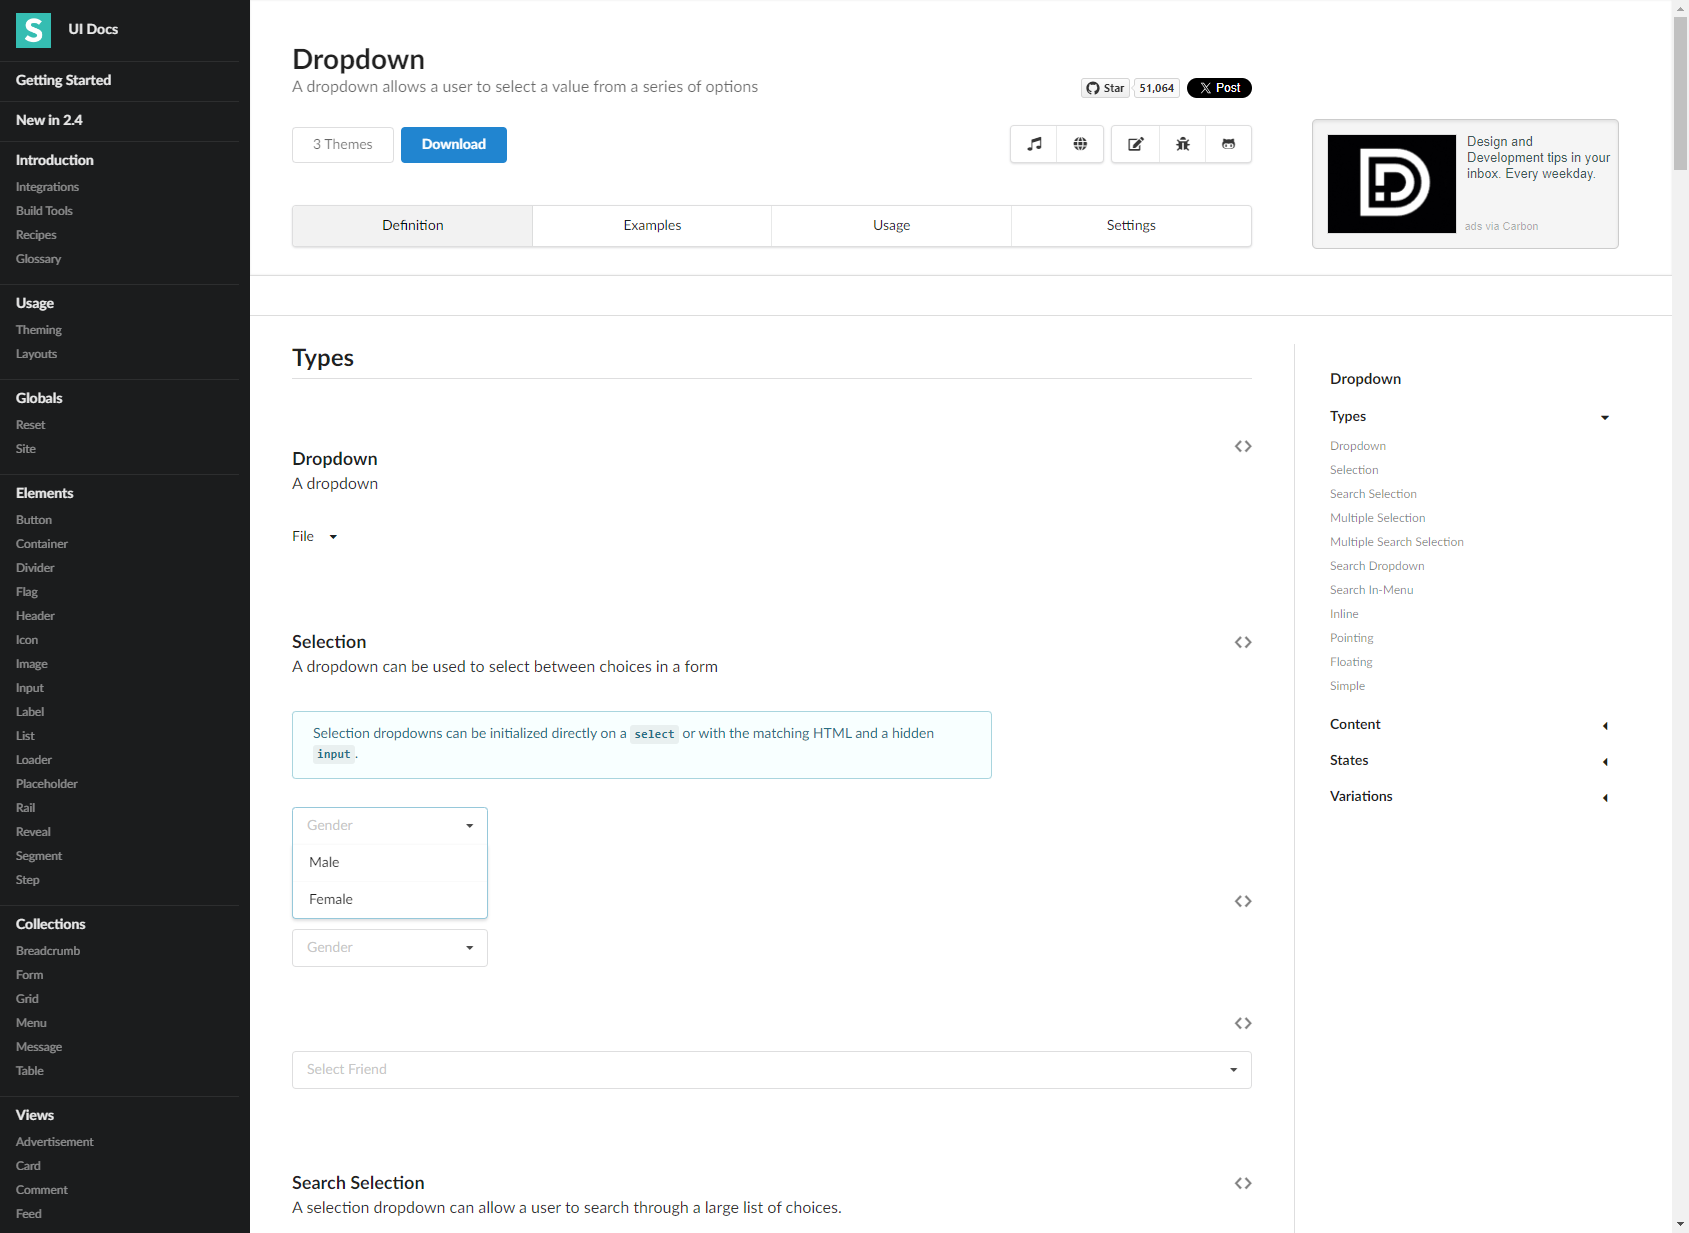 S
UI Docs
Getting Started
New in 2.4
Introduction
Integrations
Build Tools
Recipes
Glossary
Usage
Theming
Layouts
Globals
Reset
Site
Elements
Button
Container
Divider
Flag
Header
Icon
Image
Input
Label
List
Loader
Placeholder
Rail
Reveal
Segment
Step
Collections
Breadcrumb
Form
Grid
Menu
Message
Table
Views
Advertisement
Card
Comment
Feed
Dropdown
A dropdown allows a user to select a value from a series of options
Star 51,064 X Post
3 Themes Download
Definition Examples Usage Settings
Design and
Development tips in your
inbox. Every weekday.
ads via Carbon
Types
Dropdown
A dropdown
File
Selection
A dropdown can be used to select between choices in a form
Selection dropdowns can be initialized directly on a select or with the matching HTML and a hidden
input.
Gender
Male
Female
Gender
Select Friend
Search Selection
A selection dropdown can allow a user to search through a large list of choices.
Dropdown
Types
Dropdown
Selection
Search Selection
Multiple Selection
Multiple Search Selection
Search Dropdown
Search In-Menu
Inline
Pointing
Floating
Simple
Content
States
Variations